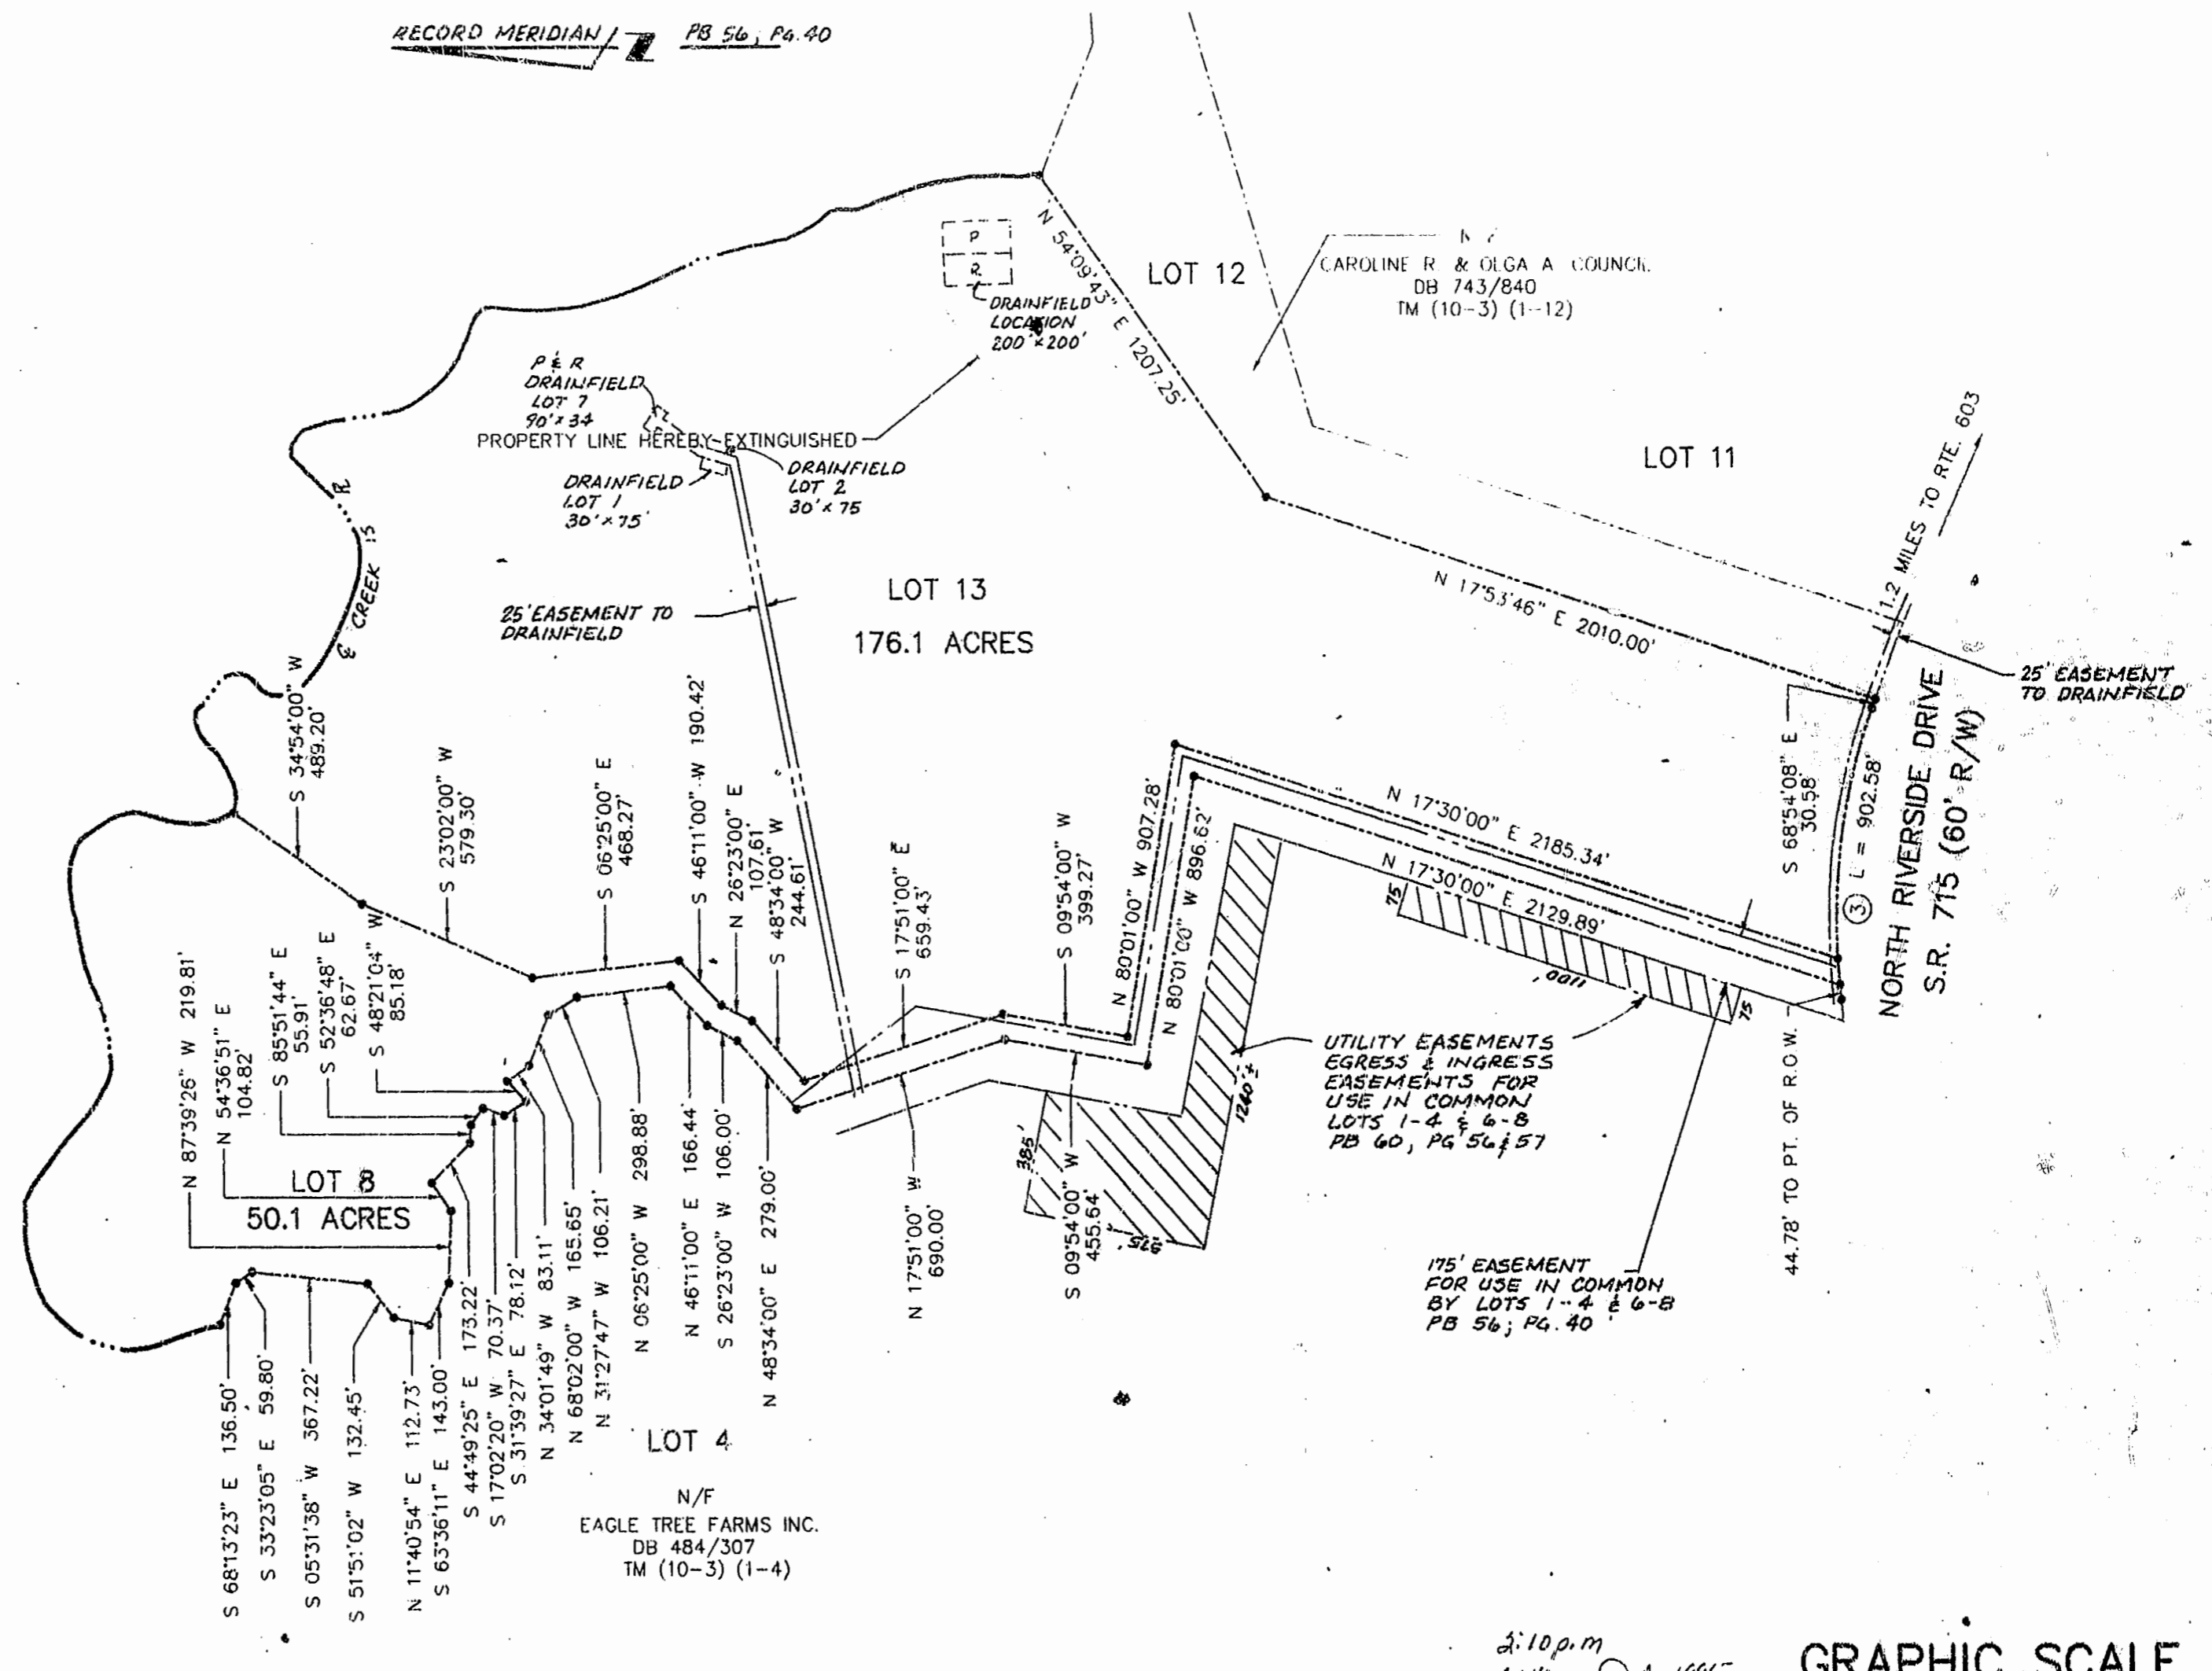 RECORD MERIDIAN
PB 56; PG. 40
P
R
DRAINFIELD
LOCATION
200'x200'
N 54°09'43" E 1207.25'
LOT 12
CAROLINE R. & OLGA A COUNCIL
DB 743/840
TM (10-3) (1-12)
P & R
DRAINFIELD
LOT 7
90'x34
PROPERTY LINE HEREBY EXTINGUISHED
DRAINFIELD
LOT 1
30'x75'
DRAINFIELD
LOT 2
30'x75
LOT 11
1.2 MILES TO RTE. 603
CREEK IS
LOT 13
176.1 ACRES
25' EASEMENT TO
DRAINFIELD
N 17°53'46" E 2010.00'
25' EASEMENT
TO DRAINFIELD
NORTH RIVERSIDE DRIVE
S.R. 715 (60' R/W)
S 68°54'08" E
30.58'
3 L = 902.58'
S 34°54'00" W
489.20'
S 23°02'00" W
579.30'
S 06°25'00" E
468.27'
S 46°11'00" W 190.42'
N 26°23'00" E
107.61'
S 48°34'00" W
244.61'
S 17°51'00" E
659.43'
S 09°54'00" W
399.27'
N 80°01'00" W 907.28'
N 80°01'00" W 896.62'
N 17°30'00" E 2185.34'
N 17°30'00" E 2129.89'
75'
1100'
75'
N 87°39'26" W 219.81'
N 54°36'51" E
104.82'
S 85°51'44" E
55.91'
S 52°36'48" E
62.67'
S 48°21'04" W
85.18'
LOT 8
50.1 ACRES
UTILITY EASEMENTS
EGRESS & INGRESS
EASEMENTS FOR
USE IN COMMON
LOTS 1-4 & 6-8
PB 60, PG 56 & 57
1240'±
385'
575'
175' EASEMENT
FOR USE IN COMMON
BY LOTS 1-4 & 6-8
PB 56; PG. 40
44.78' TO PT. OF R.O.W.
S 68°13'23" E 136.50'
S 33°23'05" E 59.80'
S 05°31'38" W 367.22'
S 51°51'02" W 132.45'
N 11°40'54" E 112.73'
S 63°36'11" E 143.00'
S 44°49'25" E 173.22'
S 17°02'20" W 70.37'
S 31°39'27" E 78.12'
N 34°01'49" W 83.11'
N 68°02'00" W 165.65'
N 31°27'47" W 106.21'
N 06°25'00" W 298.88'
N 46°11'00" E 166.44'
S 26°23'00" W 106.00'
N 48°34'00" E 279.00'
N 17°51'00" W
690.00'
S 09°54'00" W
455.64'
LOT 4
N/F
EAGLE TREE FARMS INC.
DB 484/307
TM (10-3) (1-4)
2:10 p.m
GRAPHIC SCALE